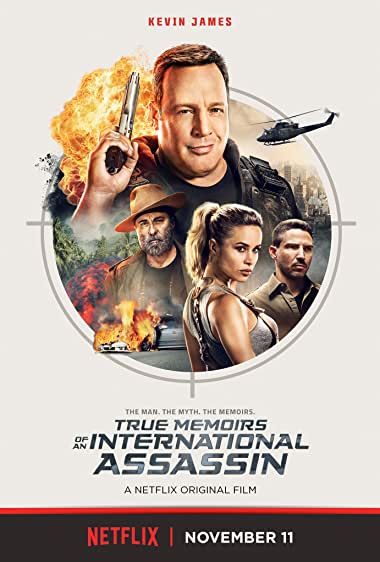 KEVIN JAMES
THE MAN. THE MYTH. THE MEMOIRS.
TRUE MEMOIRS
OF AN INTERNATIONAL
ASSASSIN
A NETFLIX ORIGINAL FILM
NETFLIX | NOVEMBER 11